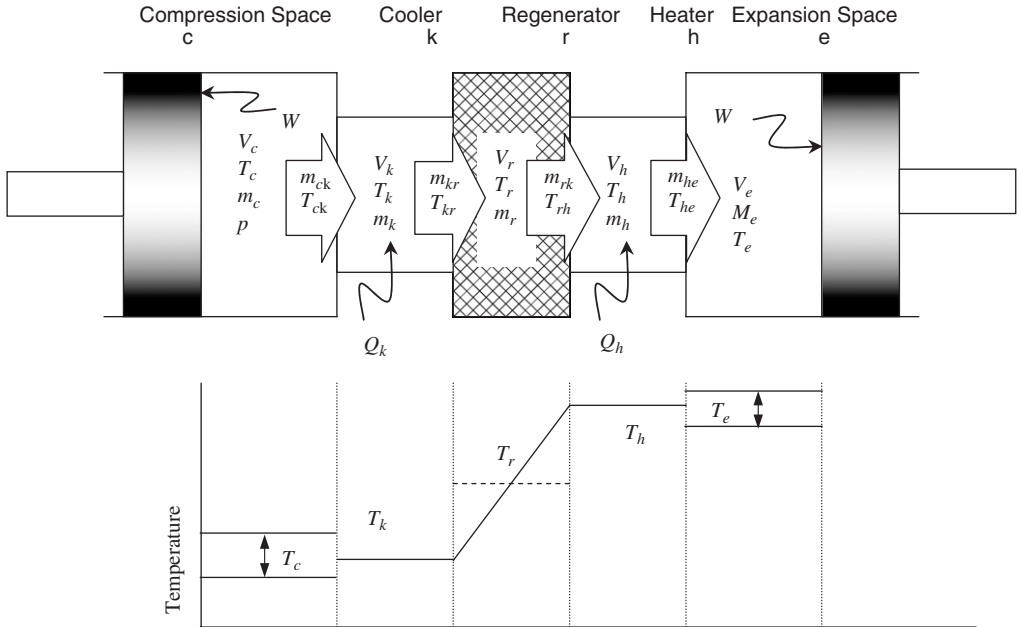 Compression Space
c
Cooler
k
Regenerator
r
Heater
h
Expansion Space
e
W
V_c
T_c
m_c
p
m_ck
T_ck
V_k
T_k
m_k
m_kr
T_kr
V_r
T_r
m_r
m_rk
T_rh
V_h
T_h
m_h
m_he
T_he
W
V_e
M_e
T_e
Q_k
Q_h
Temperature
T_c
T_k
T_r
T_h
T_e